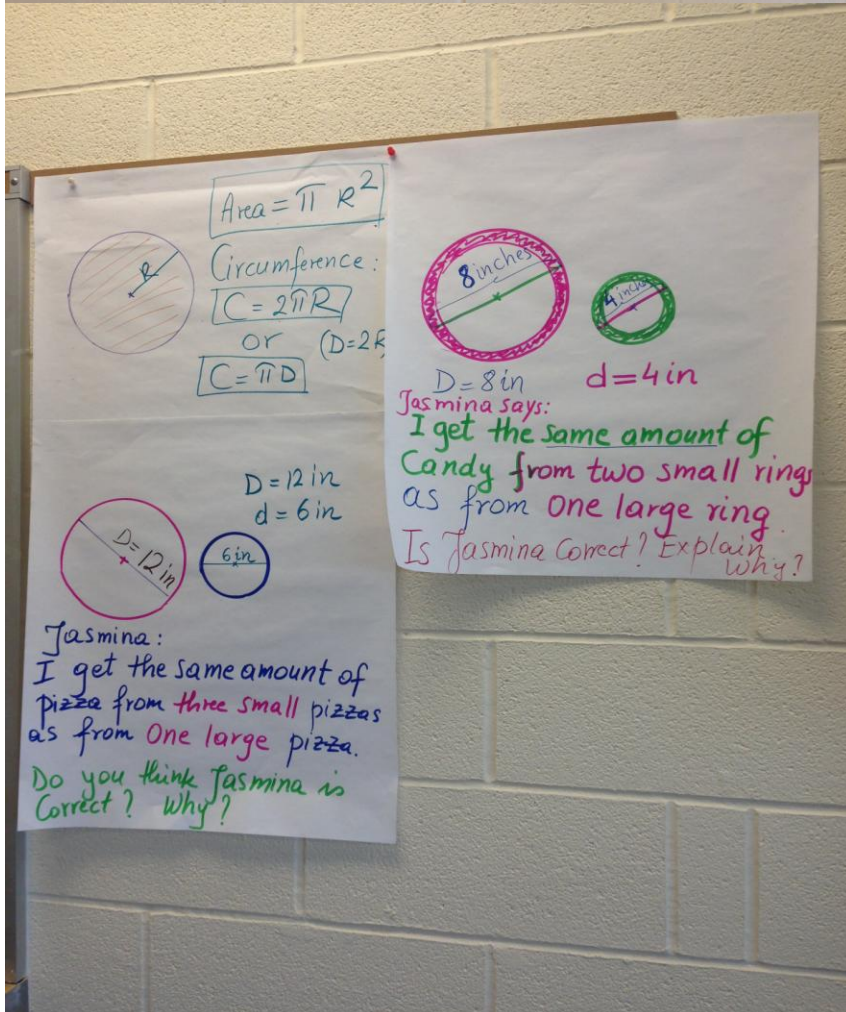 Area = π R²
R
Circumference:
C = 2πR
or (D=2R
C = πD
D = 12 in
d = 6 in
D = 12 in
6 in
Jasmina:
I get the same amount of
pizza from three small pizzas
as from One large pizza.
Do you think Jasmina is
Correct? Why?
8 inches
4 inches
D = 8 in
d = 4 in
Jasmina says:
I get the same amount of
Candy from two small rings
as from One large ring
Is Jasmina Correct? Explain
Why?